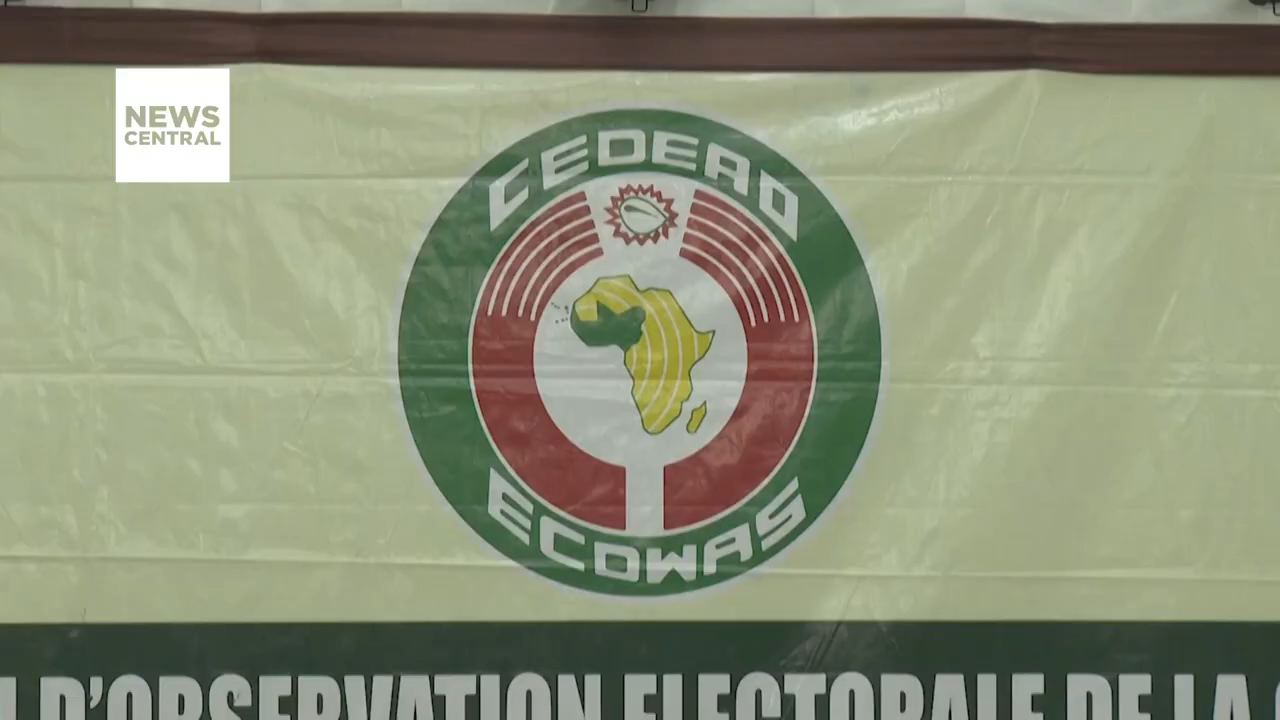 NEWS
CENTRAL
CEDEAO
ECOWAS
D'OBSERVATION ELECTORALE DE LA